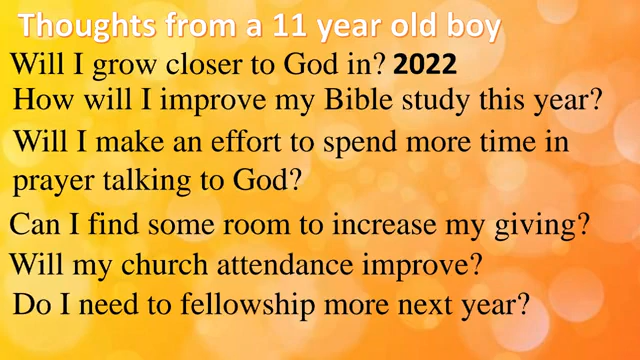 Thoughts from a 11 year old boy
Will I grow closer to God in? 2022
How will I improve my Bible study this year?
Will I make an effort to spend more time in
prayer talking to God?
Can I find some room to increase my giving?
Will my church attendance improve?
Do I need to fellowship more next year?